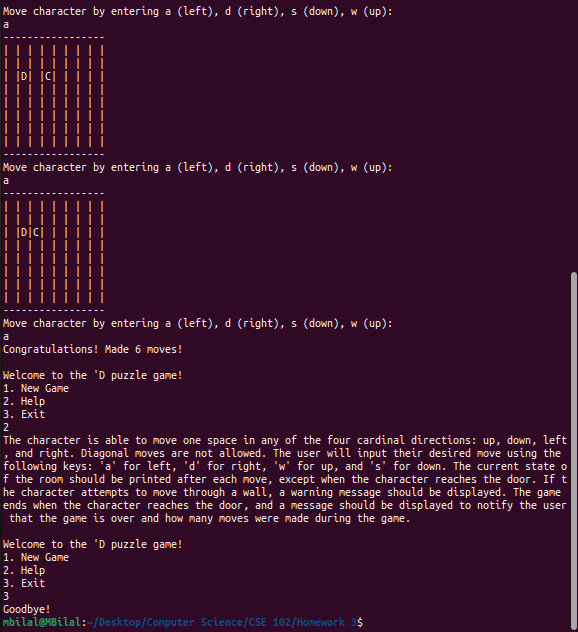 Move character by entering a (left), d (right), s (down), w (up):
a
-----------------
| | | | | | | | |
| | | | | | | | |
| |D| |C| | | | |
| | | | | | | | |
| | | | | | | | |
| | | | | | | | |
| | | | | | | | |
| | | | | | | | |
-----------------
Move character by entering a (left), d (right), s (down), w (up):
a
-----------------
| | | | | | | | |
| | | | | | | | |
| |D|C| | | | | |
| | | | | | | | |
| | | | | | | | |
| | | | | | | | |
| | | | | | | | |
| | | | | | | | |
-----------------
Move character by entering a (left), d (right), s (down), w (up):
a
Congratulations! Made 6 moves!

Welcome to the 'D puzzle game!
1. New Game
2. Help
3. Exit
2
The character is able to move one space in any of the four cardinal directions: up, down, left
, and right. Diagonal moves are not allowed. The user will input their desired move using the
following keys: 'a' for left, 'd' for right, 'w' for up, and 's' for down. The current state o
f the room should be printed after each move, except when the character reaches the door. If t
he character attempts to move through a wall, a warning message should be displayed. The game
ends when the character reaches the door, and a message should be displayed to notify the user
 that the game is over and how many moves were made during the game.

Welcome to the 'D puzzle game!
1. New Game
2. Help
3. Exit
3
Goodbye!
mbilal@MBilal:~/Desktop/Computer Science/CSE 102/Homework 3$